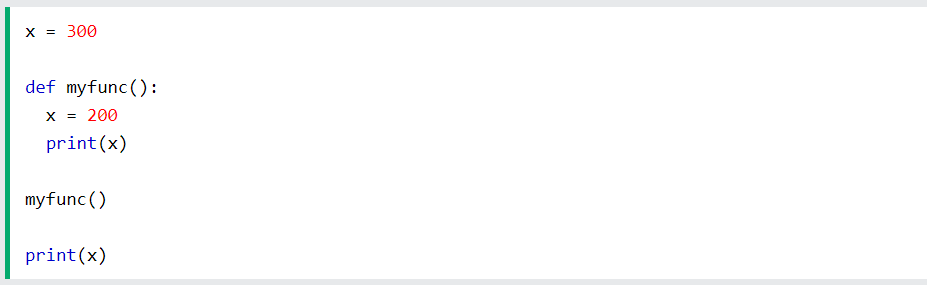 x = 300
def myfunc():
  x = 200
  print(x)
myfunc()
print(x)